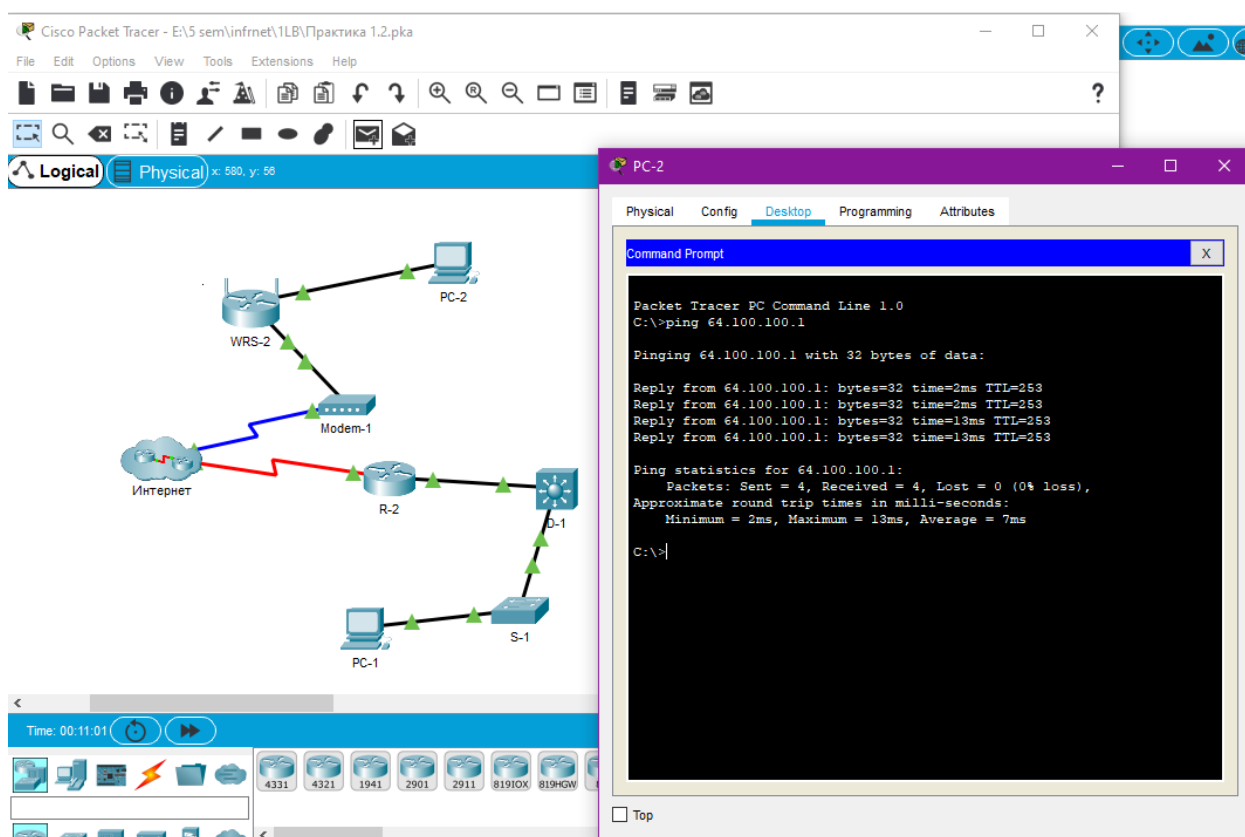 Cisco Packet Tracer - E:\5 sem\infrnet\1LB\Практика 1.2.pka
File Edit Options View Tools Extensions Help
Logical Physical x: 580, y: 56
PC-2
WRS-2
Modem-1
Интернет
R-2
D-1
S-1
PC-1
Time: 00:11:01
4331 4321 1941 2901 2911 819IOX 819HGW
PC-2
Physical Config Desktop Programming Attributes
Command Prompt X
Packet Tracer PC Command Line 1.0
C:\>ping 64.100.100.1
Pinging 64.100.100.1 with 32 bytes of data:
Reply from 64.100.100.1: bytes=32 time=2ms TTL=253
Reply from 64.100.100.1: bytes=32 time=2ms TTL=253
Reply from 64.100.100.1: bytes=32 time=13ms TTL=253
Reply from 64.100.100.1: bytes=32 time=13ms TTL=253
Ping statistics for 64.100.100.1:
Packets: Sent = 4, Received = 4, Lost = 0 (0% loss),
Approximate round trip times in milli-seconds:
Minimum = 2ms, Maximum = 13ms, Average = 7ms
C:\>
Top